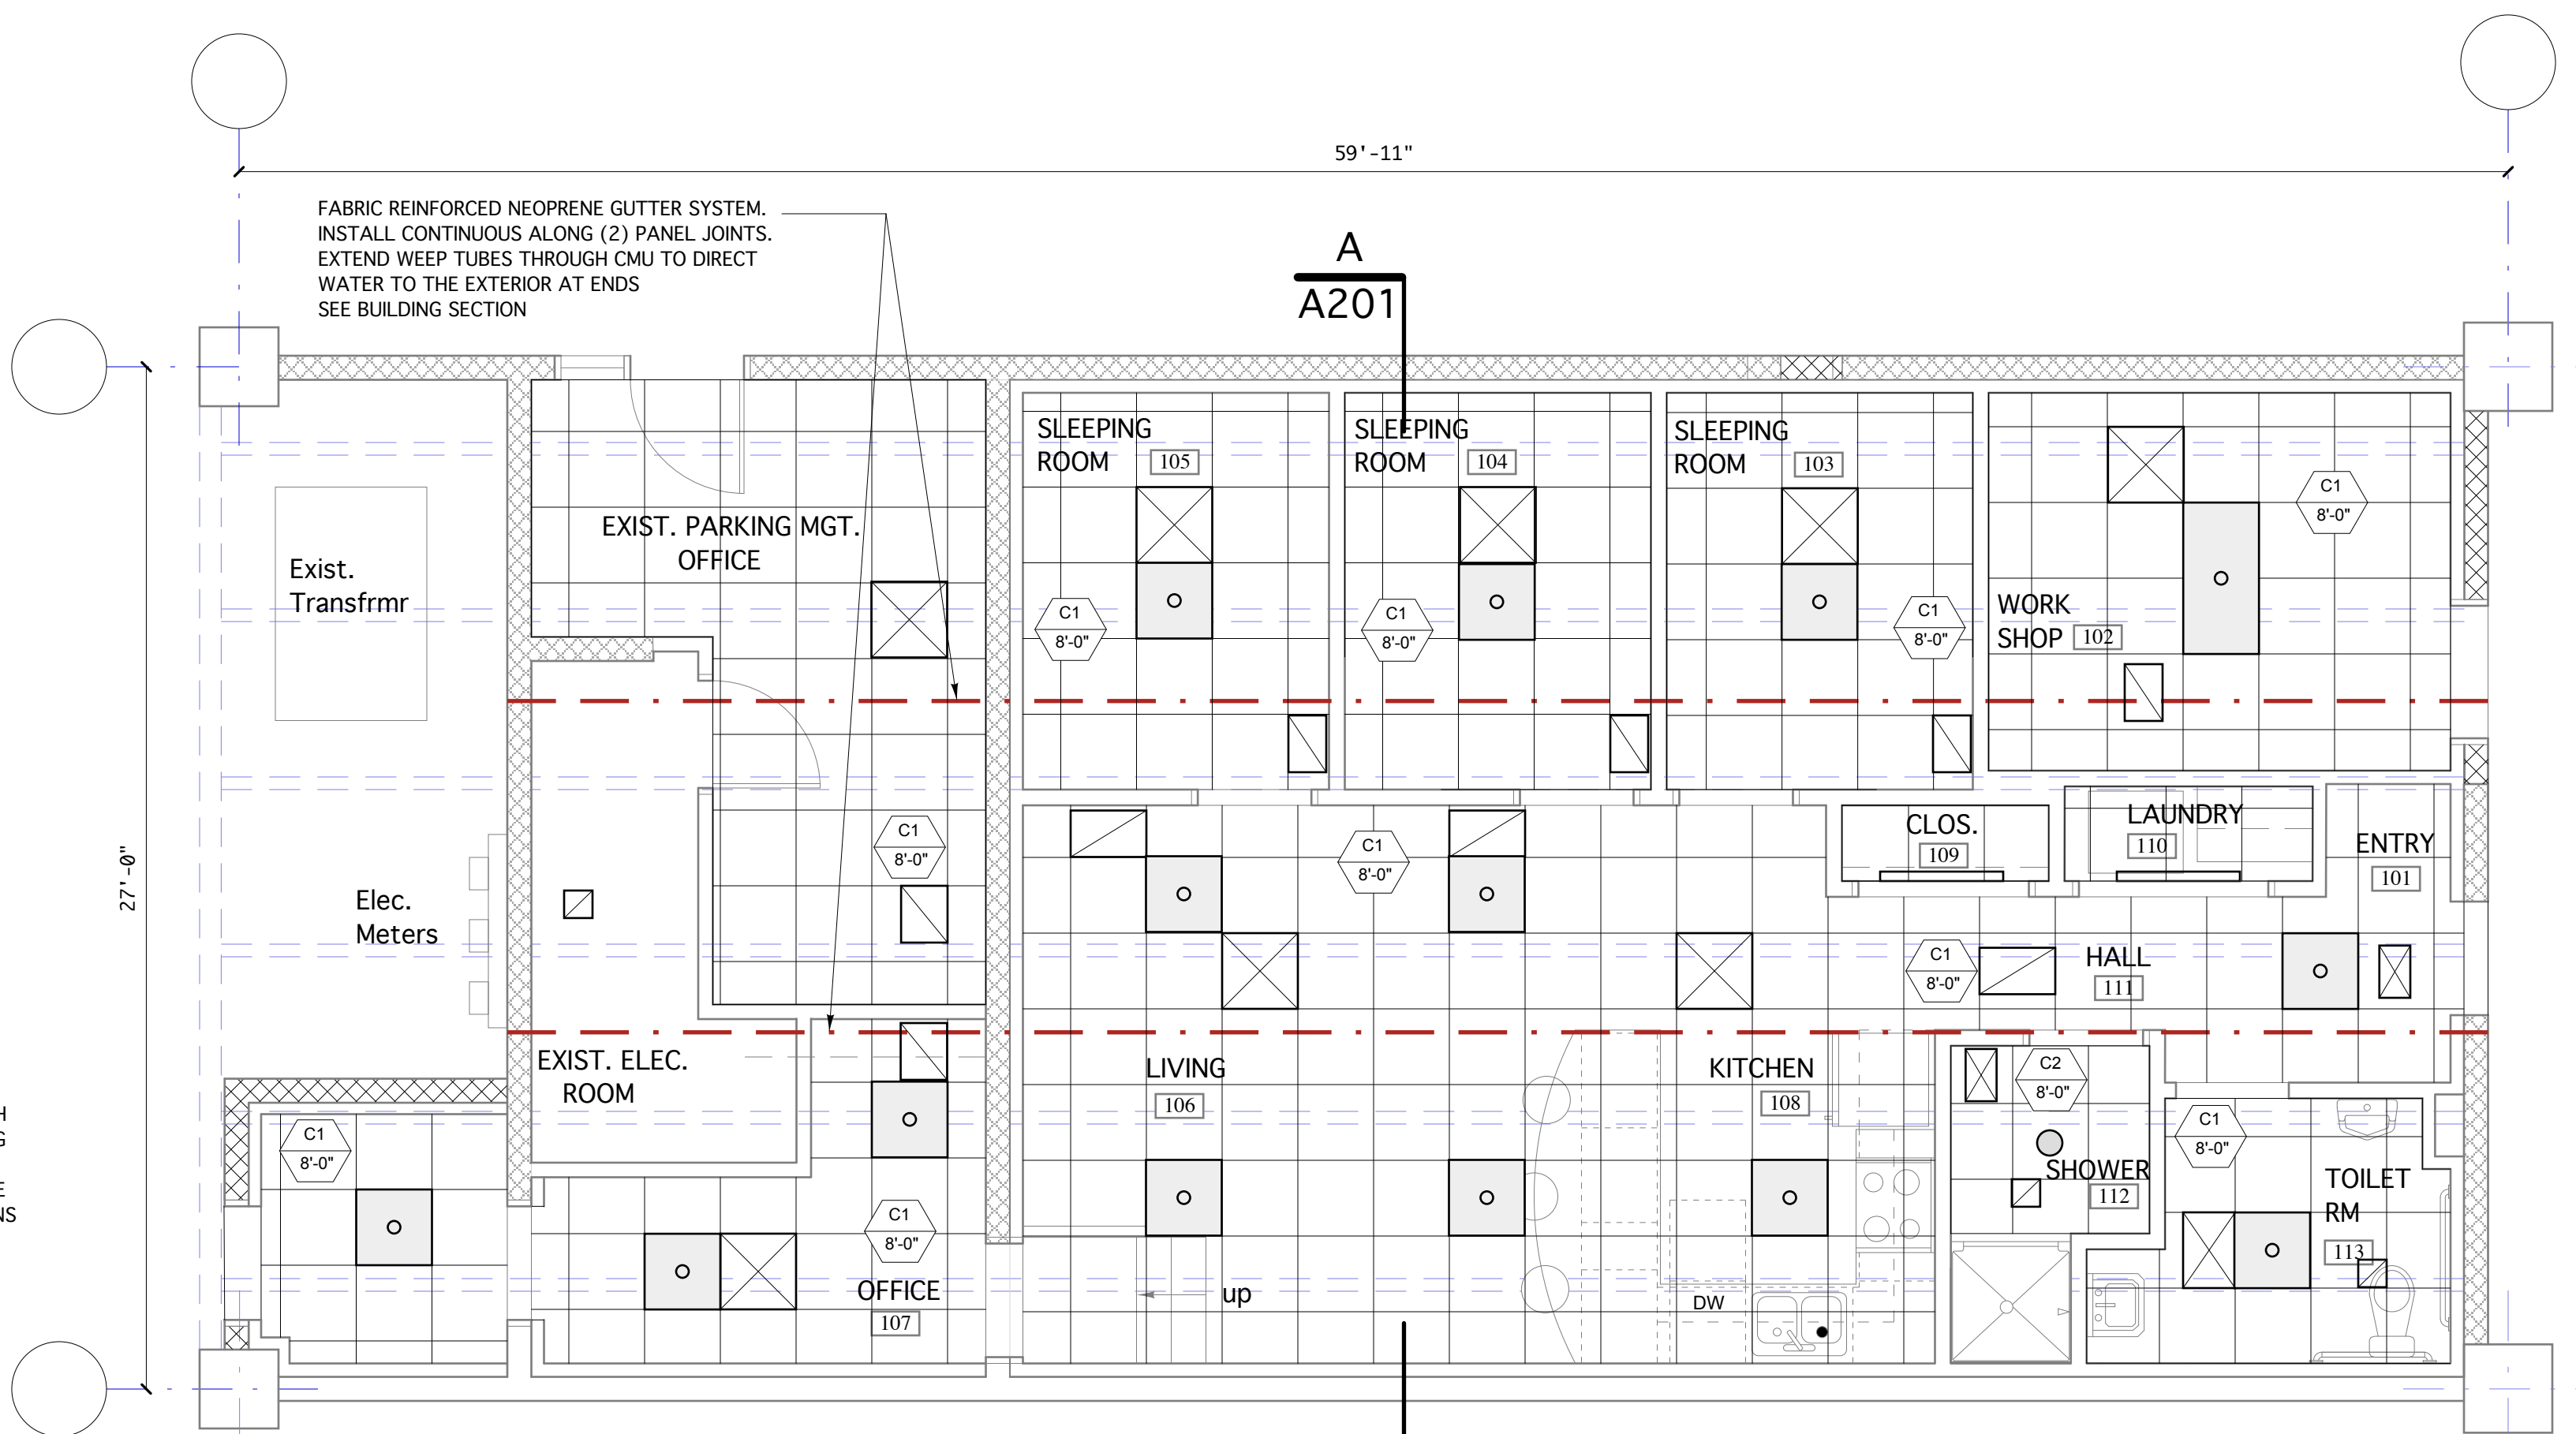 59'-11"
FABRIC REINFORCED NEOPRENE GUTTER SYSTEM.
INSTALL CONTINUOUS ALONG (2) PANEL JOINTS.
EXTEND WEEP TUBES THROUGH CMU TO DIRECT
WATER TO THE EXTERIOR AT ENDS
SEE BUILDING SECTION
A
A201
SLEEPING
ROOM
105
SLEEPING
ROOM
104
SLEEPING
ROOM
103
C1
8'-0"
EXIST. PARKING MGT.
OFFICE
Exist.
Transfrmr
C1
8'-0"
C1
8'-0"
C1
8'-0"
WORK
SHOP
102
27'-0"
C1
8'-0"
C1
8'-0"
CLOS.
109
LAUNDRY
110
ENTRY
101
Elec.
Meters
C1
8'-0"
HALL
111
EXIST. ELEC.
ROOM
LIVING
106
KITCHEN
108
C2
8'-0"
H
G
E
NS
C1
8'-0"
C1
8'-0"
SHOWER
112
TOILET
RM
113
C1
8'-0"
OFFICE
107
up
DW